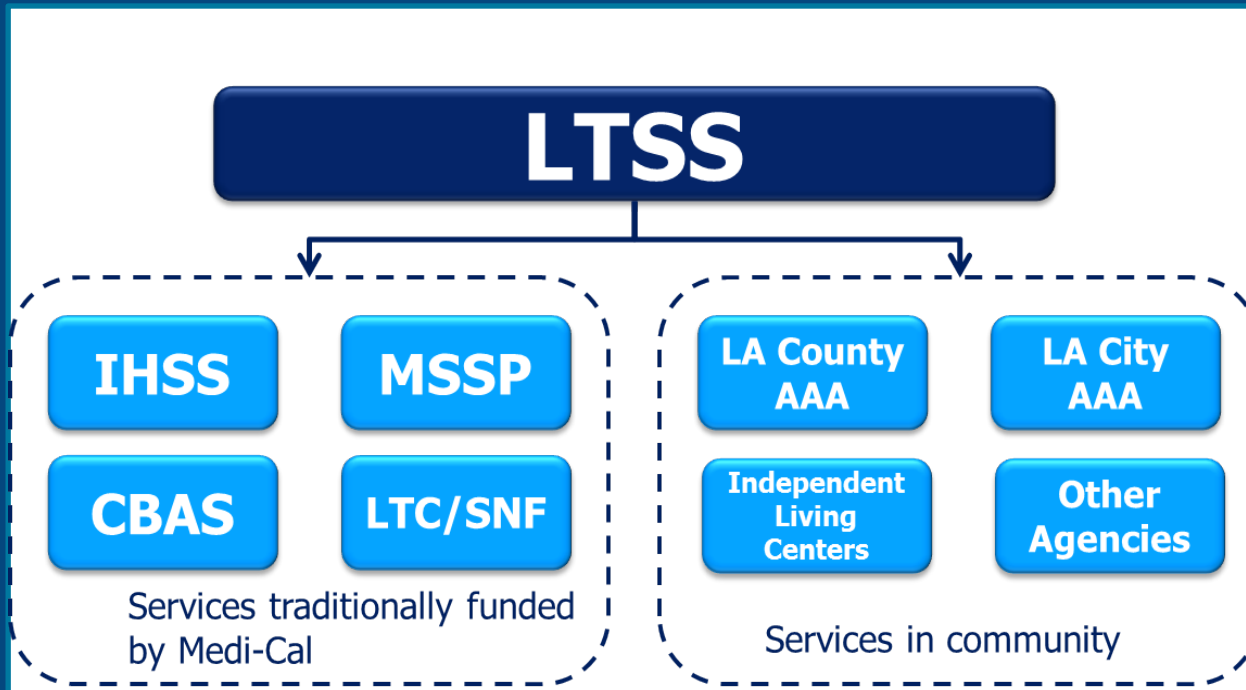 LTSS
IHSS
MSSP
CBAS
LTC/SNF
Services traditionally funded
by Medi-Cal
LA County
AAA
LA City
AAA
Independent
Living
Centers
Other
Agencies
Services in community